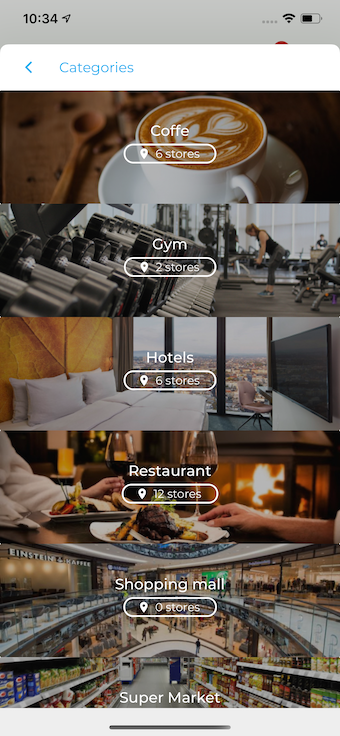 10:34
Categories
Coffe
6 stores
Gym
2 stores
Hotels
6 stores
Restaurant
12 stores
EINSTEIN KAFFEE
Shopping mall
0 stores
Super Market